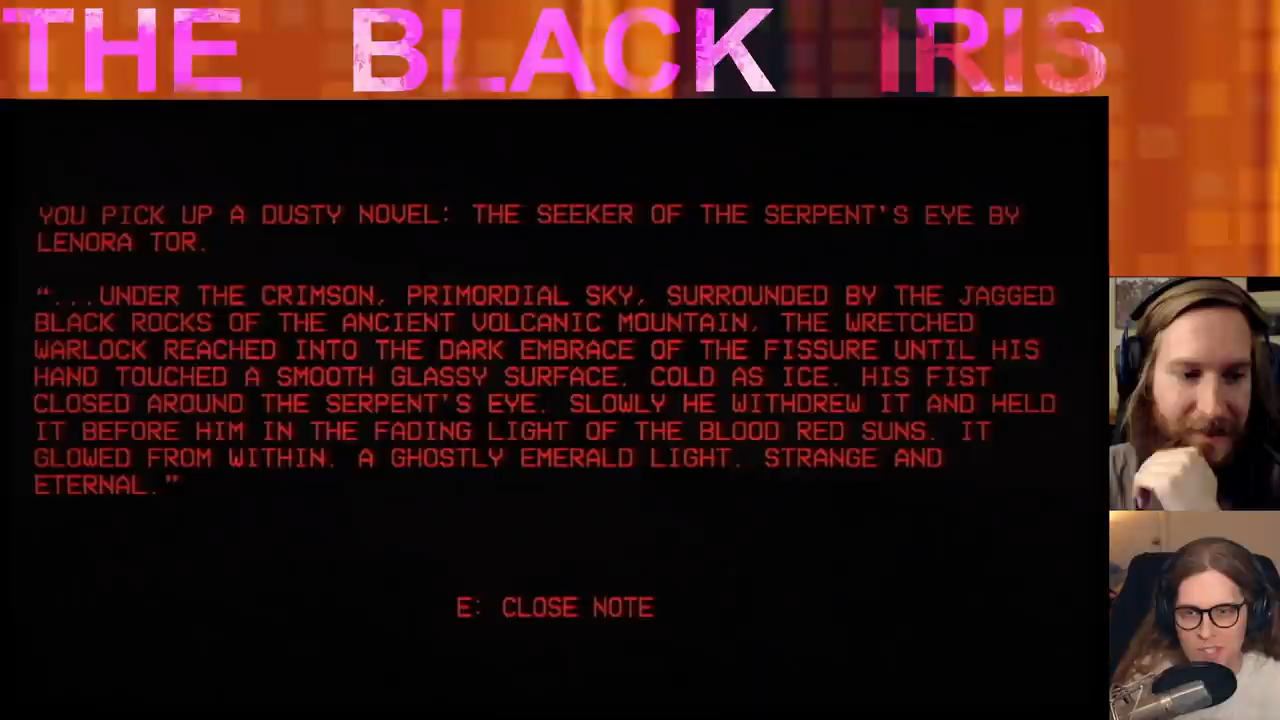 THE BLACK IRIS
YOU PICK UP A DUSTY NOVEL: THE SEEKER OF THE SERPENT'S EYE BY
LENORA TOR.
“...UNDER THE CRIMSON, PRIMORDIAL SKY, SURROUNDED BY THE JAGGED
BLACK ROCKS OF THE ANCIENT VOLCANIC MOUNTAIN, THE WRETCHED
WARLOCK REACHED INTO THE DARK EMBRACE OF THE FISSURE UNTIL HIS
HAND TOUCHED A SMOOTH GLASSY SURFACE. COLD AS ICE. HIS FIST
CLOSED AROUND THE SERPENT'S EYE. SLOWLY HE WITHDREW IT AND HELD
IT BEFORE HIM IN THE FADING LIGHT OF THE BLOOD RED SUNS. IT
GLOWED FROM WITHIN. A GHOSTLY EMERALD LIGHT. STRANGE AND
ETERNAL.”
E: CLOSE NOTE